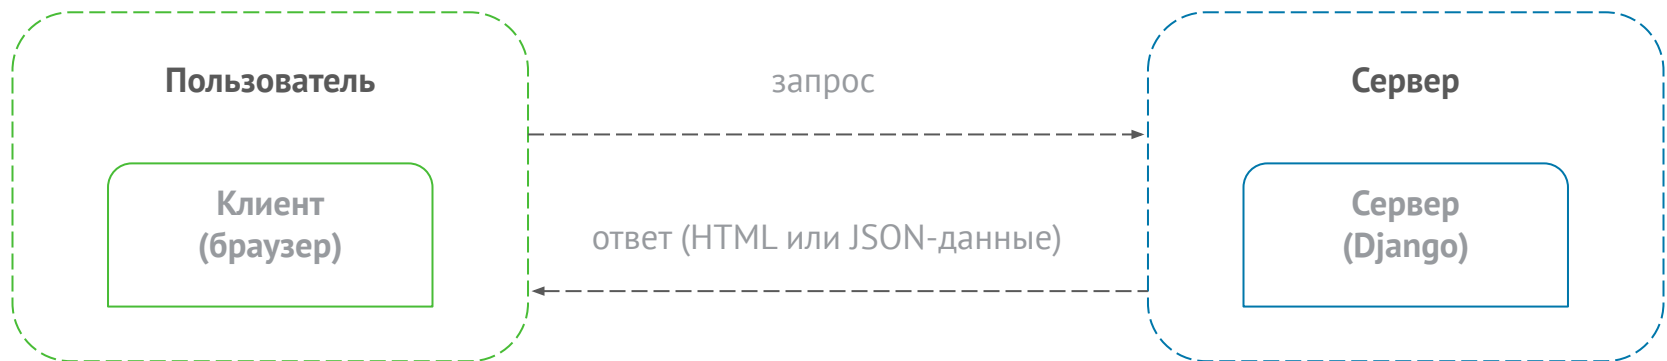 Пользователь
запрос
Сервер
Клиент
(браузер)
ответ (HTML или JSON-данные)
Сервер
(Django)